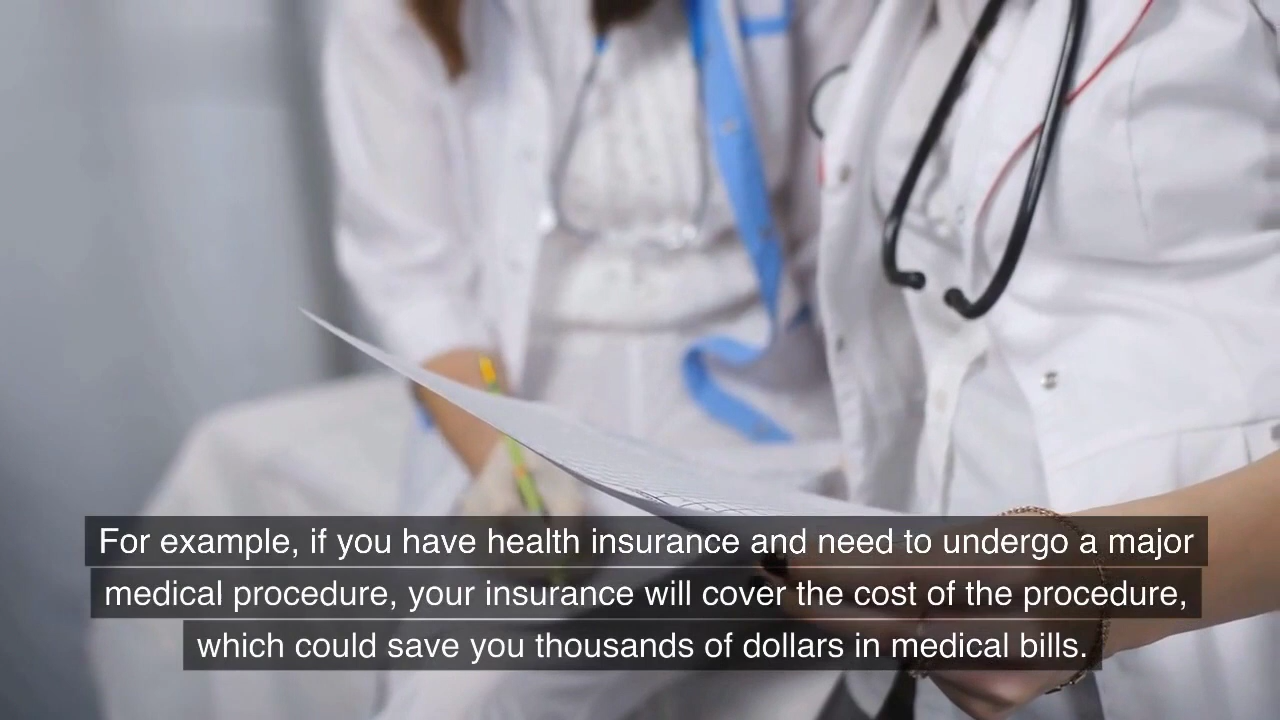 For example, if you have health insurance and need to undergo a major
medical procedure, your insurance will cover the cost of the procedure,
which could save you thousands of dollars in medical bills.